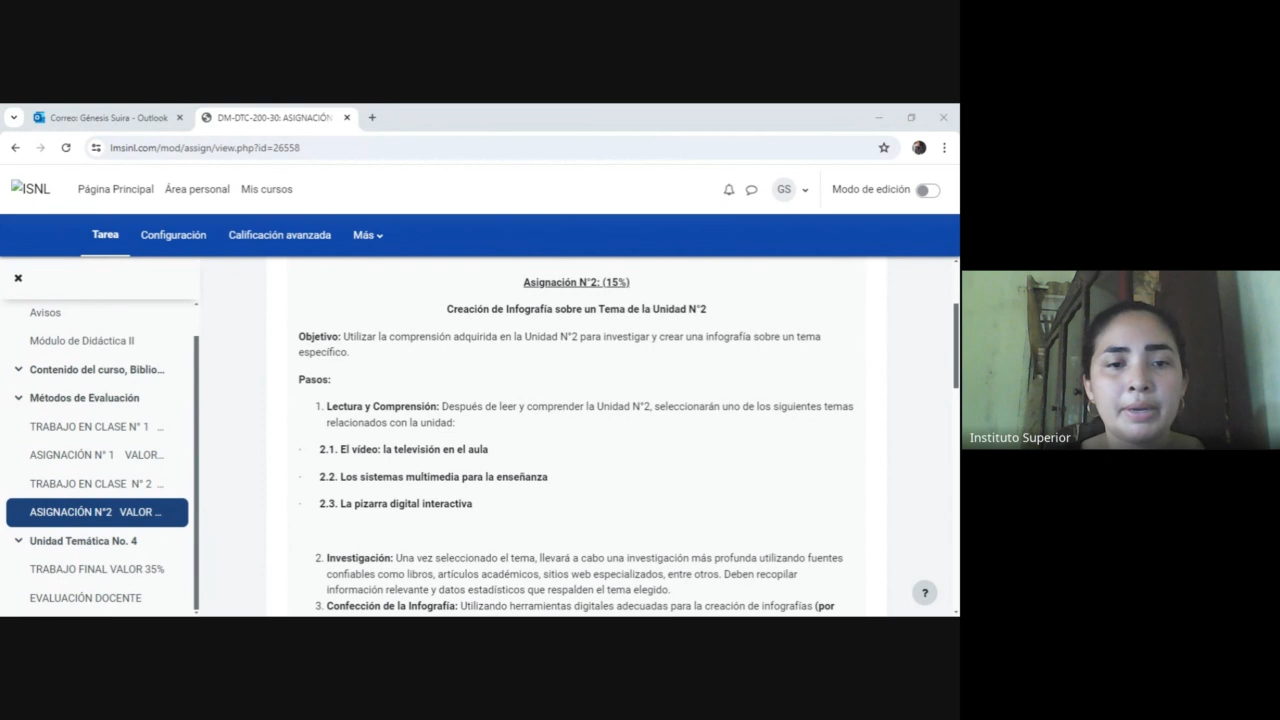 Correo: Génesis Suira - Outlook
DM-DTC-200-30: ASIGNACIÓN
lmsinl.com/mod/assign/view.php?id=26558
ISNL
Página Principal Área personal Mis cursos
GS
Modo de edición
Tarea Configuración Calificación avanzada Más
Avisos
Módulo de Didáctica II
Contenido del curso, Biblio...
Métodos de Evaluación
TRABAJO EN CLASE N° 1 ...
ASIGNACIÓN N° 1 VALOR...
TRABAJO EN CLASE N° 2 ...
ASIGNACIÓN N°2 VALOR ...
Unidad Temática No. 4
TRABAJO FINAL VALOR 35%
EVALUACIÓN DOCENTE
Asignación N°2: (15%)
Creación de Infografía sobre un Tema de la Unidad N°2
Objetivo: Utilizar la comprensión adquirida en la Unidad N°2 para investigar y crear una infografía sobre un tema
específico.
Pasos:
1. Lectura y Comprensión: Después de leer y comprender la Unidad N°2, seleccionarán uno de los siguientes temas
relacionados con la unidad:
· 2.1. El vídeo: la televisión en el aula
· 2.2. Los sistemas multimedia para la enseñanza
· 2.3. La pizarra digital interactiva
2. Investigación: Una vez seleccionado el tema, llevará a cabo una investigación más profunda utilizando fuentes
confiables como libros, artículos académicos, sitios web especializados, entre otros. Deben recopilar
información relevante y datos estadísticos que respalden el tema elegido.
3. Confección de la Infografía: Utilizando herramientas digitales adecuadas para la creación de infografías (por
?
Instituto Superior